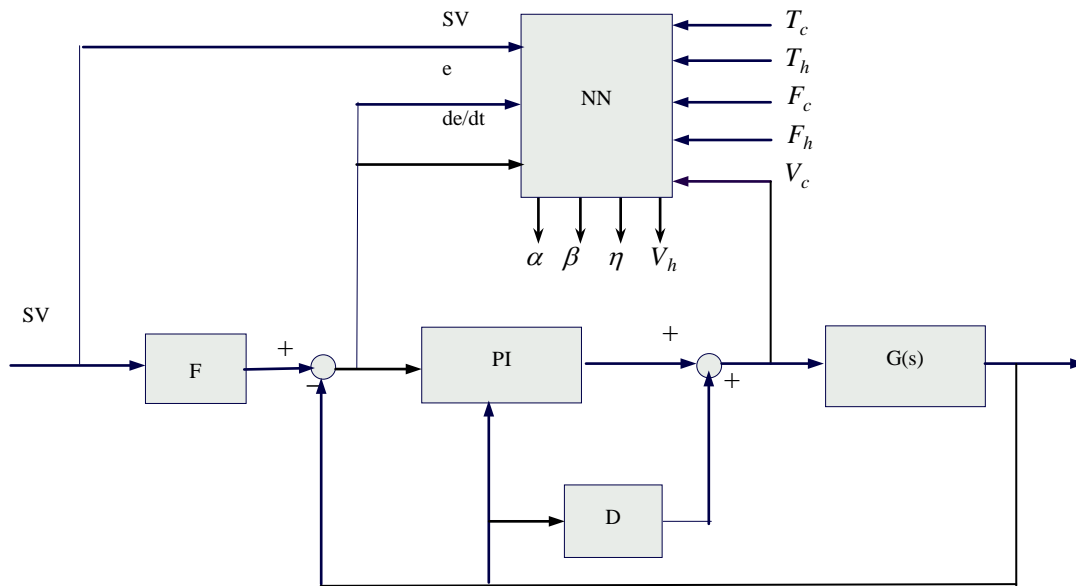 SV
e
de/dt
NN
T_c
T_h
F_c
F_h
V_c
α β η V_h
SV
F
+
−
PI
+
+
G(s)
D